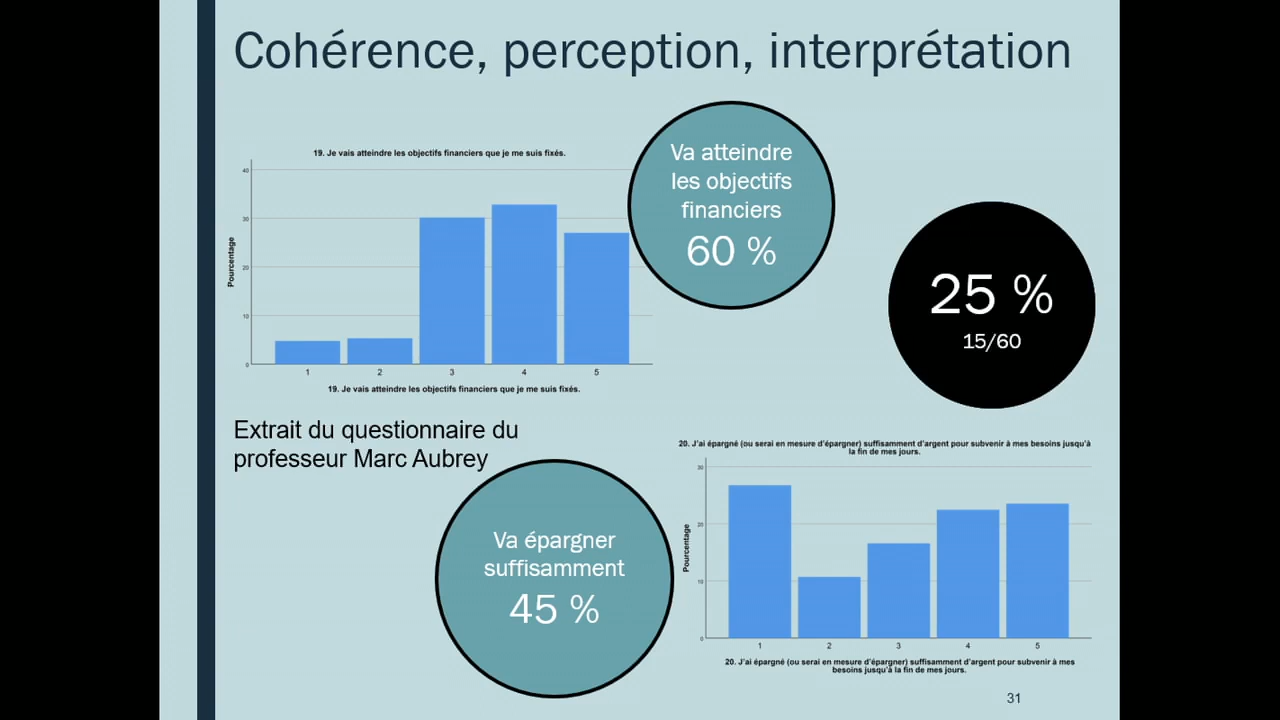 Cohérence, perception, interprétation
19. Je vais atteindre les objectifs financiers que je me suis fixés.
Pourcentage
40
30
20
10
0
1 2 3 4 5
19. Je vais atteindre les objectifs financiers que je me suis fixés.
Va atteindre
les objectifs
financiers
60 %
25 %
15/60
Extrait du questionnaire du
professeur Marc Aubrey
Va épargner
suffisamment
45 %
20. J'ai épargné (ou serai en mesure d'épargner) suffisamment d'argent pour subvenir à mes besoins jusqu'à
la fin de mes jours.
Pourcentage
30
20
10
0
1 2 3 4 5
20. J'ai épargné (ou serai en mesure d'épargner) suffisamment d'argent pour subvenir à mes
besoins jusqu'à la fin de mes jours.
31